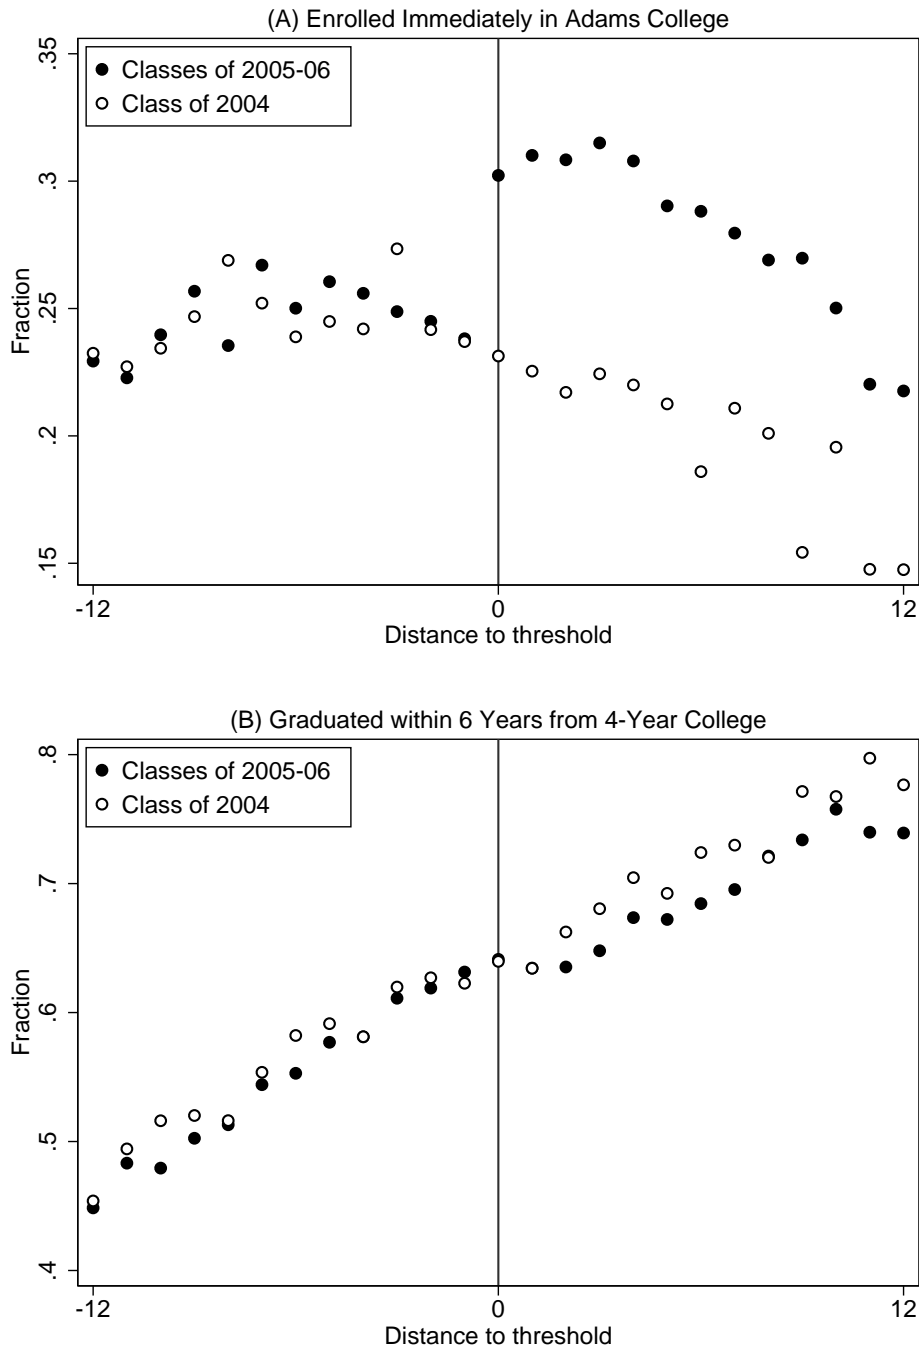 (A) Enrolled Immediately in Adams College
Classes of 2005-06
Class of 2004
Fraction
.35
.3
.25
.2
.15
-12
0
12
Distance to threshold
(B) Graduated within 6 Years from 4-Year College
Classes of 2005-06
Class of 2004
Fraction
.8
.7
.6
.5
.4
-12
0
12
Distance to threshold